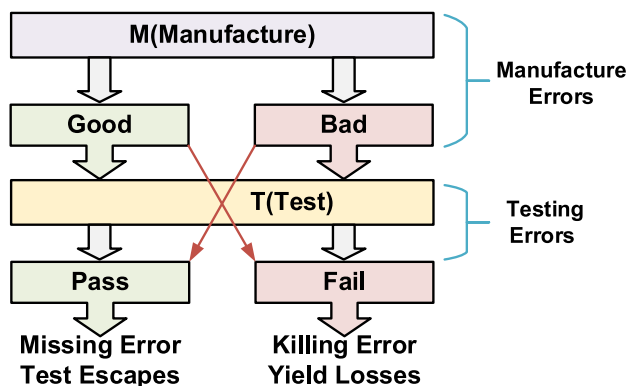 M(Manufacture)
Manufacture
Errors
Good
Bad
T(Test)
Testing
Errors
Pass
Fail
Missing Error
Test Escapes
Killing Error
Yield Losses